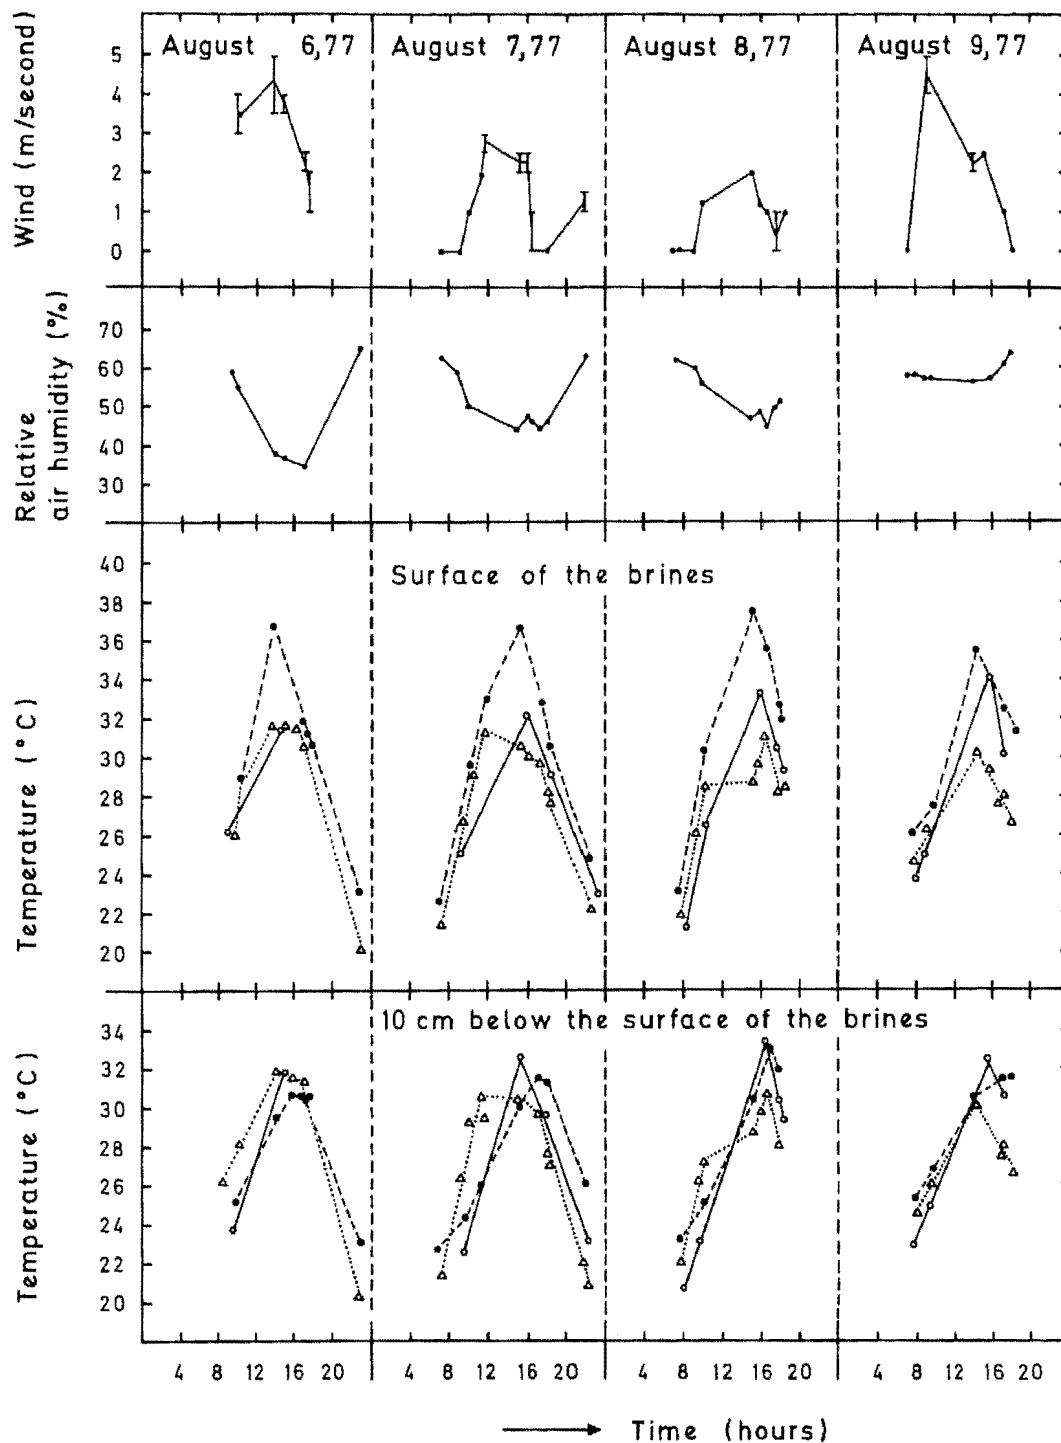 August 6,77
August 7,77
August 8,77
August 9,77
Wind (m/second)
5
4
3
2
1
0
Relative
air humidity (%)
70
60
50
40
30
Surface of the brines
Temperature (°C)
40
38
36
34
32
30
28
26
24
22
20
10 cm below the surface of the brines
Temperature (°C)
34
32
30
28
26
24
22
20
4 8 12 16 20 4 8 12 16 20 4 8 12 16 20 4 8 12 16 20
Time (hours)